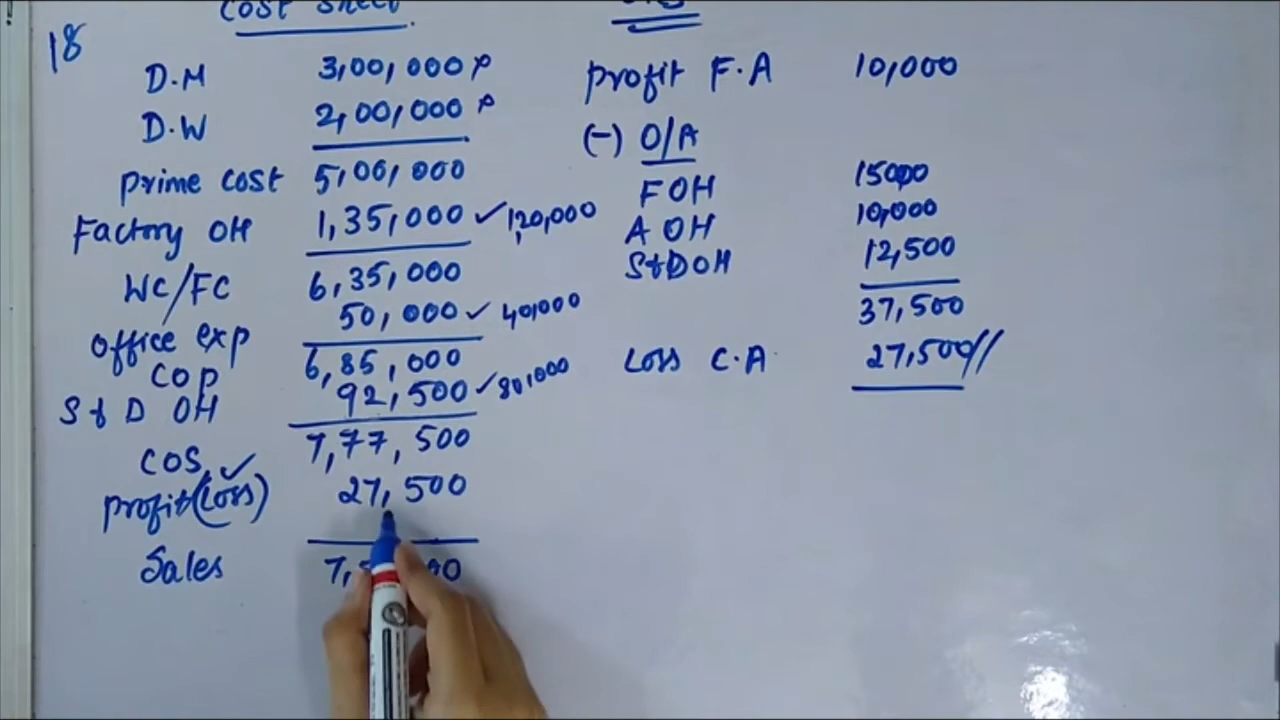 Cost Sheet
18
D.M 3,00,000 P
D.W 2,00,000 P
Prime Cost 5,00,000
Factory OH 1,35,000 ✓ 1,20,000
WC/FC 6,35,000
Office exp 50,000 ✓ 40,000
COP 6,85,000
S & D OH 92,500 ✓ 80,000
COS 7,77,500
Profit (Loss) ✓ 27,500
Sales
Profit F.A 10,000
(-) O/A
FOH 15000
A OH 10,000
S&DOH 12,500
37,500
Loss C.A. 27,500//